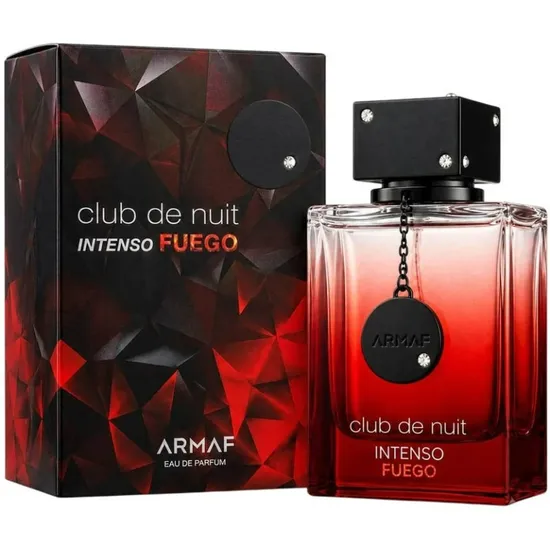 club de nuit
INTENSO FUEGO
ARMAF
EAU DE PARFUM
ARMAF
club de nuit
INTENSO
FUEGO